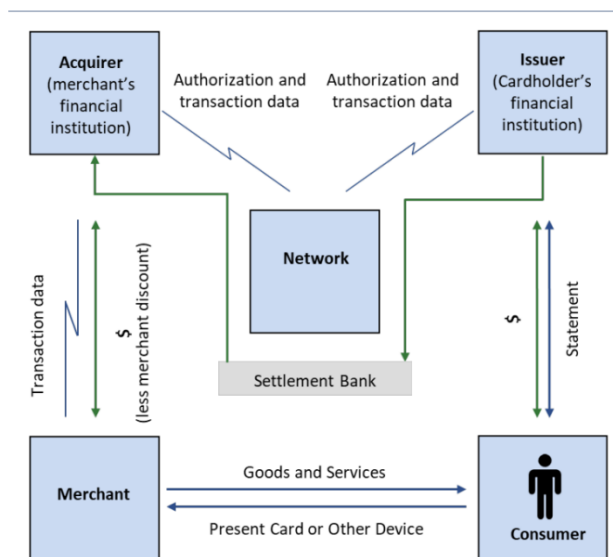 Acquirer
(merchant's
financial
institution)
Authorization and
transaction data
Authorization and
transaction data
Issuer
(Cardholder's
financial
institution)
Network
Transaction data
$
(less merchant discount)
$
Statement
Settlement Bank
Merchant
Goods and Services
Present Card or Other Device
Consumer